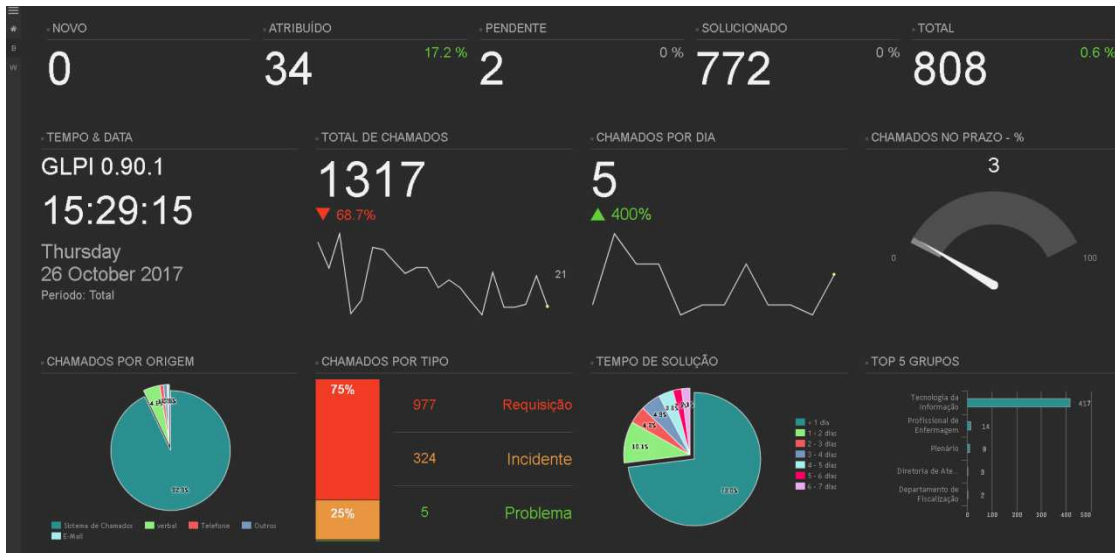 NOVO
0
ATRIBUÍDO
17.2 %
34
PENDENTE
0 %
2
SOLUCIONADO
0 %
772
TOTAL
0.6 %
808
TEMPO & DATA
GLPI 0.90.1
15:29:15
Thursday
26 October 2017
Período: Total
TOTAL DE CHAMADOS
1317
68.7%
21
CHAMADOS POR DIA
5
400%
CHAMADOS NO PRAZO - %
3
0
100
CHAMADOS POR ORIGEM
Sistema de Chamados
verbal
Telefone
Outros
E-Mail
CHAMADOS POR TIPO
75%
25%
977 Requisição
324 Incidente
5 Problema
TEMPO DE SOLUÇÃO
< 1 dia
1 - 2 dias
2 - 3 dias
3 - 4 dias
4 - 5 dias
5 - 6 dias
6 - 7 dias
TOP 5 GRUPOS
Tecnologia da
Informação
417
Profissional de
Enfermagem
14
Plenário
9
Diretoria de Ate...
3
Departamento de
Fiscalização
2
0 100 200 300 400 500